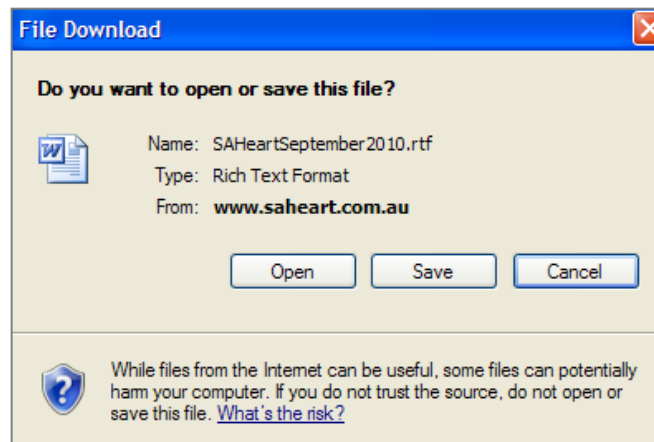 File Download
Do you want to open or save this file?
Name: SAHeartSeptember2010.rtf
Type: Rich Text Format
From: www.saheart.com.au
Open Save Cancel
While files from the Internet can be useful, some files can potentially
harm your computer. If you do not trust the source, do not open or
save this file. What's the risk?